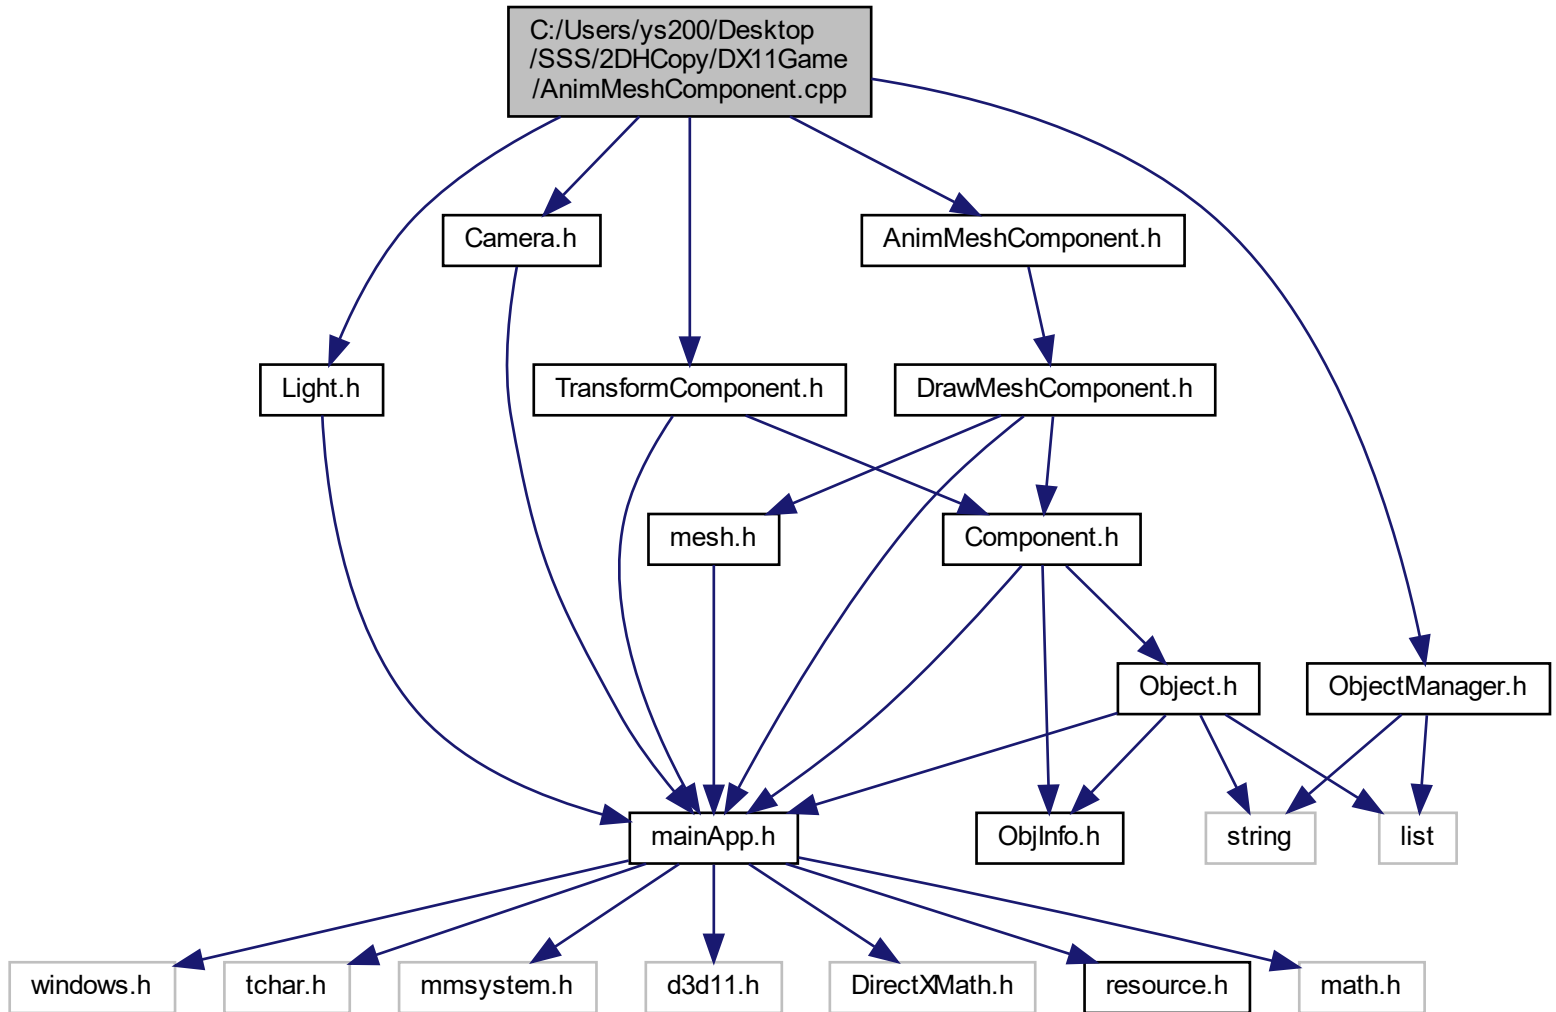 C:/Users/ys200/Desktop
/SSS/2DHCopy/DX11Game
/AnimMeshComponent.cpp
Camera.h
AnimMeshComponent.h
Light.h
TransformComponent.h
DrawMeshComponent.h
mesh.h
Component.h
Object.h
ObjectManager.h
mainApp.h
ObjInfo.h
string
list
windows.h
tchar.h
mmsystem.h
d3d11.h
DirectXMath.h
resource.h
math.h